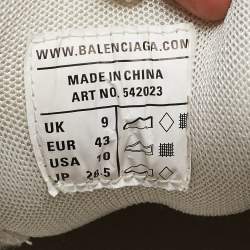 WWW.BALENCIAGA.COM
MADE IN CHINA
ART NO. 542023
UK 9
EUR 43
USA 10
JP 28.5